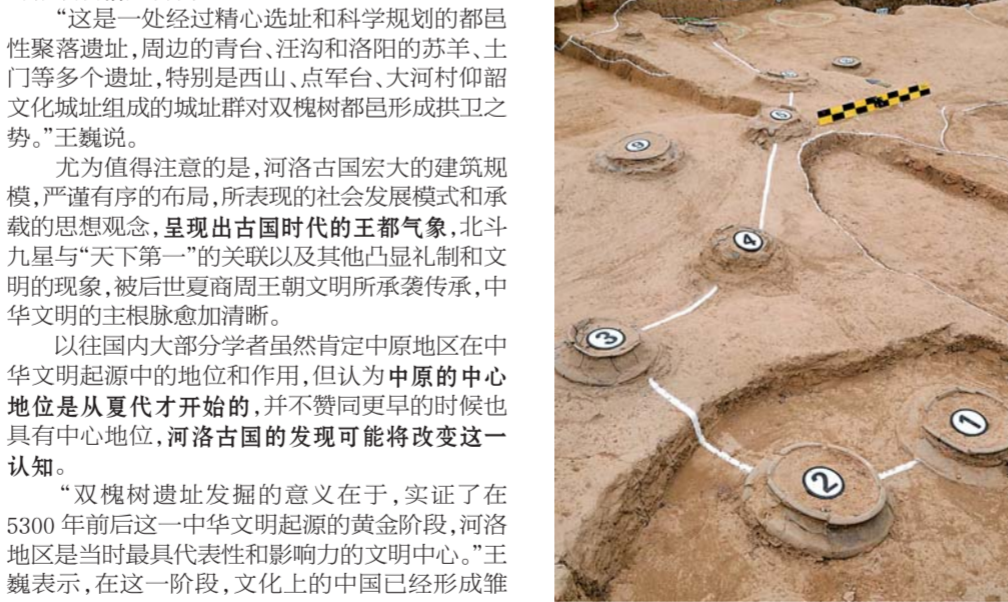 “这是一处经过精心选址和科学规划的都邑
性聚落遗址,周边的青台、汪沟和洛阳的苏羊、土
门等多个遗址,特别是西山、点军台、大河村仰韶
文化城址组成的城址群对双槐树都邑形成拱卫之
势。”王巍说。
尤为值得注意的是,河洛古国宏大的建筑规
模,严谨有序的布局,所表现的社会发展模式和承
载的思想观念,呈现出古国时代的王都气象,北斗
九星与“天下第一”的关联以及其他凸显礼制和文
明的现象,被后世夏商周王朝文明所承袭传承,中
华文明的主根脉愈加清晰。
以往国内大部分学者虽然肯定中原地区在中
华文明起源中的地位和作用,但认为中原的中心
地位是从夏代才开始的,并不赞同更早的时候也
具有中心地位,河洛古国的发现可能将改变这一
认知。
“双槐树遗址发掘的意义在于,实证了在
5300 年前后这一中华文明起源的黄金阶段,河洛
地区是当时最具代表性和影响力的文明中心。”王
巍表示,在这一阶段,文化上的中国已经形成雏
⑨
④
③
①
②